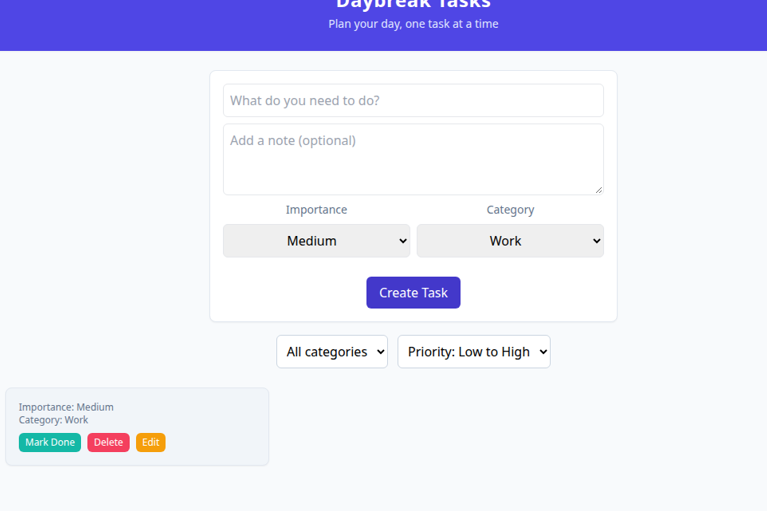 Daybreak Tasks
Plan your day, one task at a time
What do you need to do?
Add a note (optional)
Importance Category
Medium Work
Create Task
All categories Priority: Low to High
Importance: Medium
Category: Work
Mark Done Delete Edit